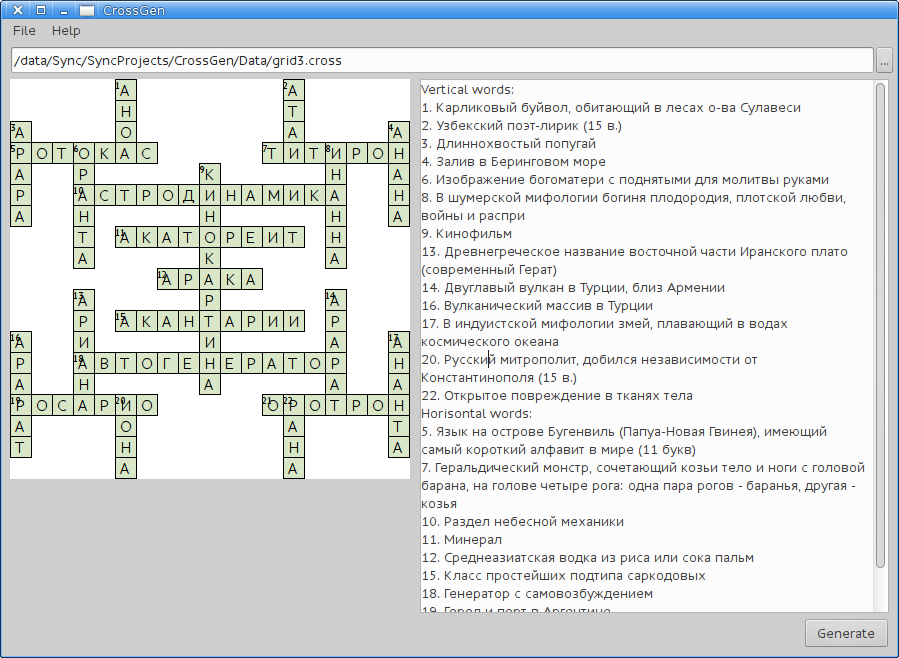 CrossGen
File Help
/data/Sync/SyncProjects/CrossGen/Data/grid3.cross ...
1 А 2 А
Н Т
3 А О А 4 А
5 Р О Т 6 О К А С 7 Т И Т 8 И Р О Н
А Р 9 К Н А
Р 10 А С Т Р О Д И Н А М И К А Н
А Н Н Н А
Т 11 А К А Т О Р Е И Т Н
А К А
12 А Р А К А
13 А Р 14 А
Р 15 А К А Н Т А Р И И Р
16 А И И А 17 А
Р 18 А В Т О Г Е Н Е Р А Т О Р Н
А Н А А А
19 Р О С А Р 20 И О 21 О 22 Р О Т Р О Н
А О А Т
Т Н Н А
А А
Vertical words:
1. Карликовый буйвол, обитающий в лесах о-ва Сулавеси
2. Узбекский поэт-лирик (15 в.)
3. Длиннохвостый попугай
4. Залив в Беринговом море
6. Изображение богоматери с поднятыми для молитвы руками
8. В шумерской мифологии богиня плодородия, плотской любви,
войны и распри
9. Кинофильм
13. Древнегреческое название восточной части Иранского плато
(современный Герат)
14. Двуглавый вулкан в Турции, близ Армении
16. Вулканический массив в Турции
17. В индуистской мифологии змей, плавающий в водах
космического океана
20. Русский митрополит, добился независимости от
Константинополя (15 в.)
22. Открытое повреждение в тканях тела
Horisontal words:
5. Язык на острове Бугенвиль (Папуа-Новая Гвинея), имеющий
самый короткий алфавит в мире (11 букв)
7. Геральдический монстр, сочетающий козьи тело и ноги с головой
барана, на голове четыре рога: одна пара рогов - баранья, другая -
козья
10. Раздел небесной механики
11. Минерал
12. Среднеазиатская водка из риса или сока пальм
15. Класс простейших подтипа саркодовых
18. Генератор с самовозбуждением
19. Город и порт в Аргентине
Generate